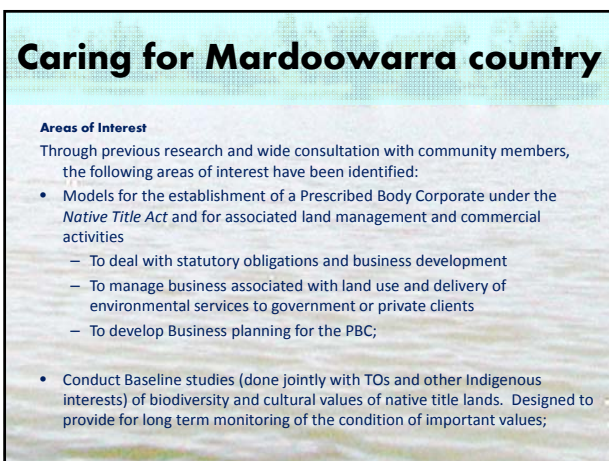 Caring for Mardoowarra country
Areas of Interest
Through previous research and wide consultation with community members,
the following areas of interest have been identified:
• Models for the establishment of a Prescribed Body Corporate under the
Native Title Act and for associated land management and commercial
activities
– To deal with statutory obligations and business development
– To manage business associated with land use and delivery of
environmental services to government or private clients
– To develop Business planning for the PBC;
• Conduct Baseline studies (done jointly with TOs and other Indigenous
interests) of biodiversity and cultural values of native title lands. Designed to
provide for long term monitoring of the condition of important values;